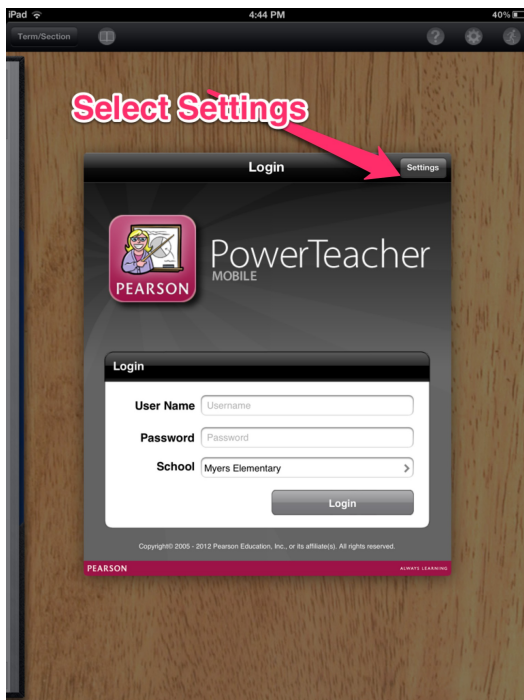 iPad 4:44 PM 40%
Term/Section
Select Settings
Login Settings
PEARSON
PowerTeacher
MOBILE
Login
User Name Username
Password Password
School Myers Elementary
Login
Copyright© 2005 - 2012 Pearson Education, Inc., or its affiliate(s). All rights reserved.
PEARSON ALWAYS LEARNING